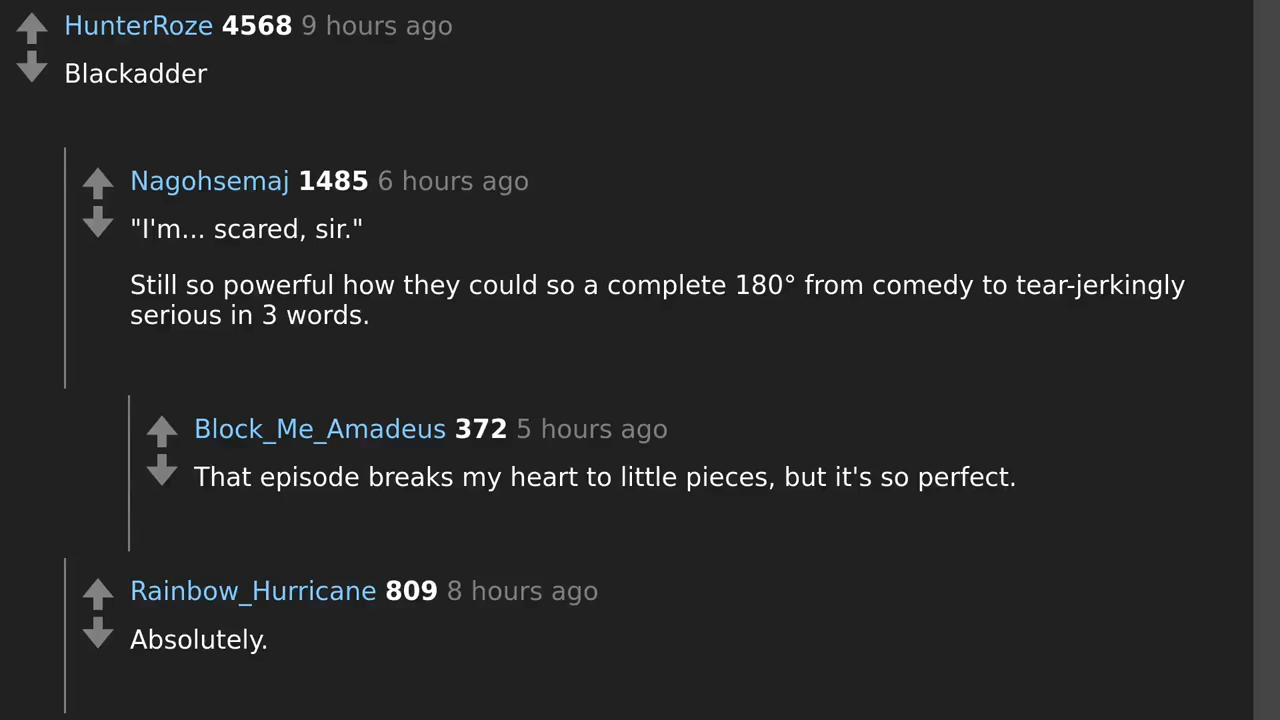 HunterRoze 4568 9 hours ago
Blackadder
Nagohsemaj 1485 6 hours ago
"I'm... scared, sir."
Still so powerful how they could so a complete 180° from comedy to tear-jerkingly
serious in 3 words.
Block_Me_Amadeus 372 5 hours ago
That episode breaks my heart to little pieces, but it's so perfect.
Rainbow_Hurricane 809 8 hours ago
Absolutely.